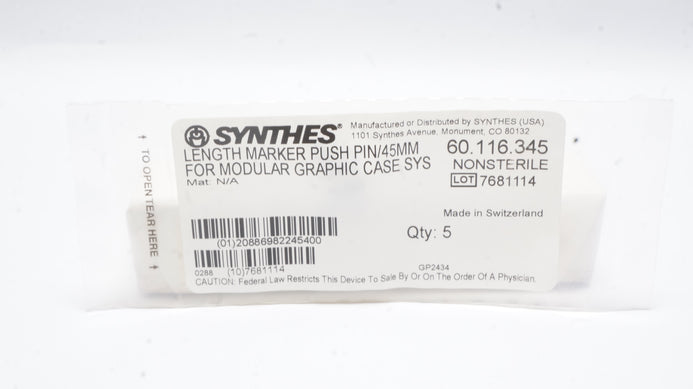 SYNTHES®
Manufactured or Distributed by SYNTHES (USA)
1101 Synthes Avenue, Monument, CO 80132
LENGTH MARKER PUSH PIN/45MM
FOR MODULAR GRAPHIC CASE SYS
Mat: N/A
60.116.345
NONSTERILE
LOT 7681114
Made in Switzerland
Qty: 5
(01)20886982245400
0288 (10)7681114
GP2434
CAUTION: Federal Law Restricts This Device To Sale By Or On The Order Of A Physician.
TO OPEN TEAR HERE